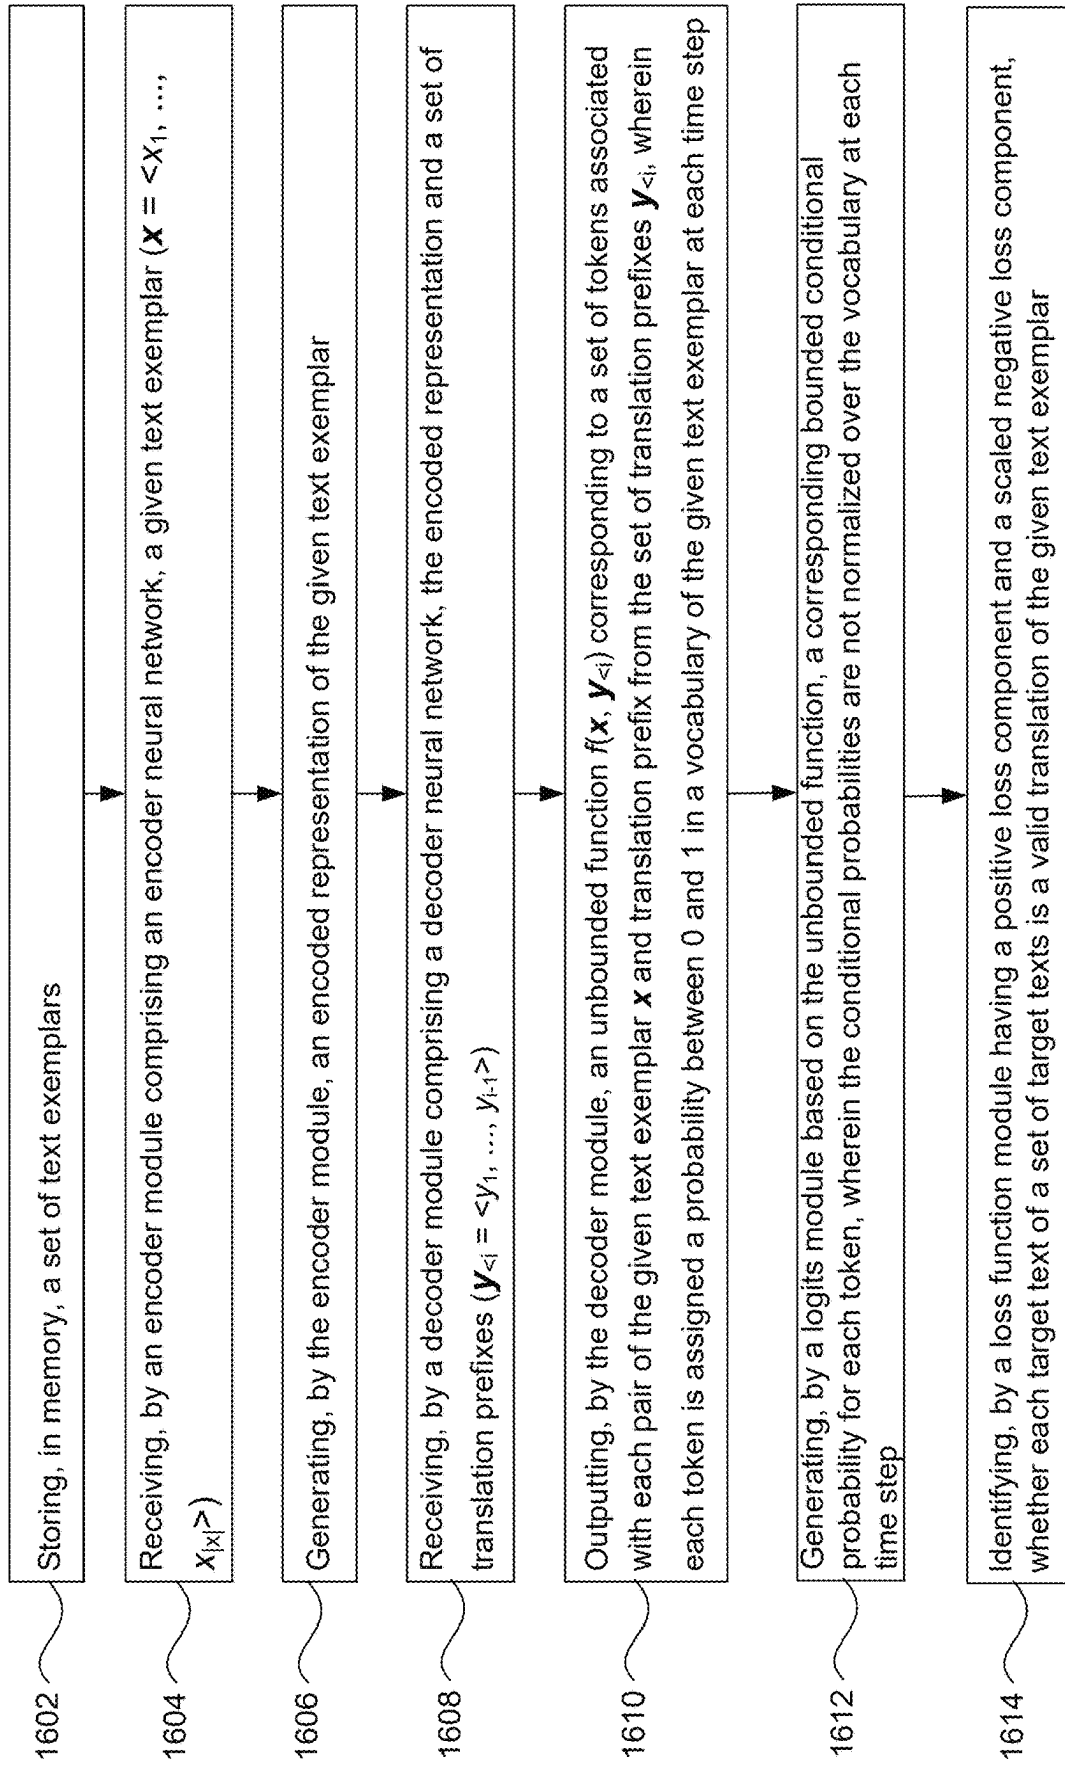 1602
Storing, in memory, a set of text exemplars
1604
Receiving, by an encoder module comprising an encoder neural network, a given text exemplar (x = <x1, ...,
x|x|>)
1606
Generating, by the encoder module, an encoded representation of the given text exemplar
1608
Receiving, by a decoder module comprising a decoder neural network, the encoded representation and a set of
translation prefixes (y<i = <y1, ..., yi-1>)
1610
Outputting, by the decoder module, an unbounded function f(x, y<i) corresponding to a set of tokens associated
with each pair of the given text exemplar x and translation prefix from the set of translation prefixes y<i, wherein
each token is assigned a probability between 0 and 1 in a vocabulary of the given text exemplar at each time step
1612
Generating, by a logits module based on the unbounded function, a corresponding bounded conditional
probability for each token, wherein the conditional probabilities are not normalized over the vocabulary at each
time step
1614
Identifying, by a loss function module having a positive loss component and a scaled negative loss component,
whether each target text of a set of target texts is a valid translation of the given text exemplar